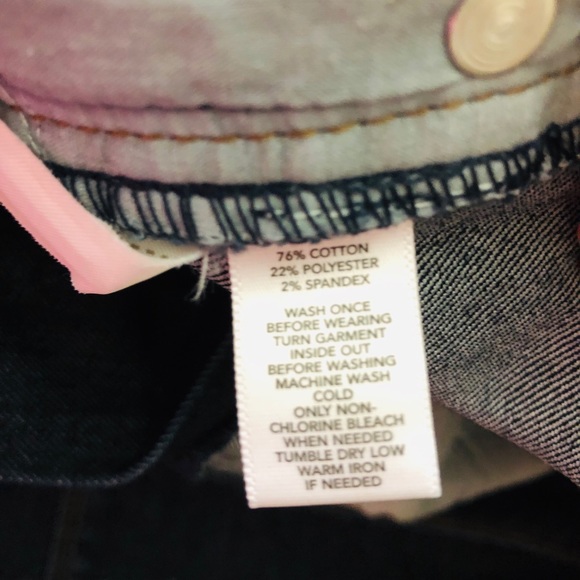 76% COTTON
22% POLYESTER
2% SPANDEX
WASH ONCE
BEFORE WEARING
TURN GARMENT
INSIDE OUT
BEFORE WASHING
MACHINE WASH
COLD
ONLY NON-
CHLORINE BLEACH
WHEN NEEDED
TUMBLE DRY LOW
WARM IRON
IF NEEDED